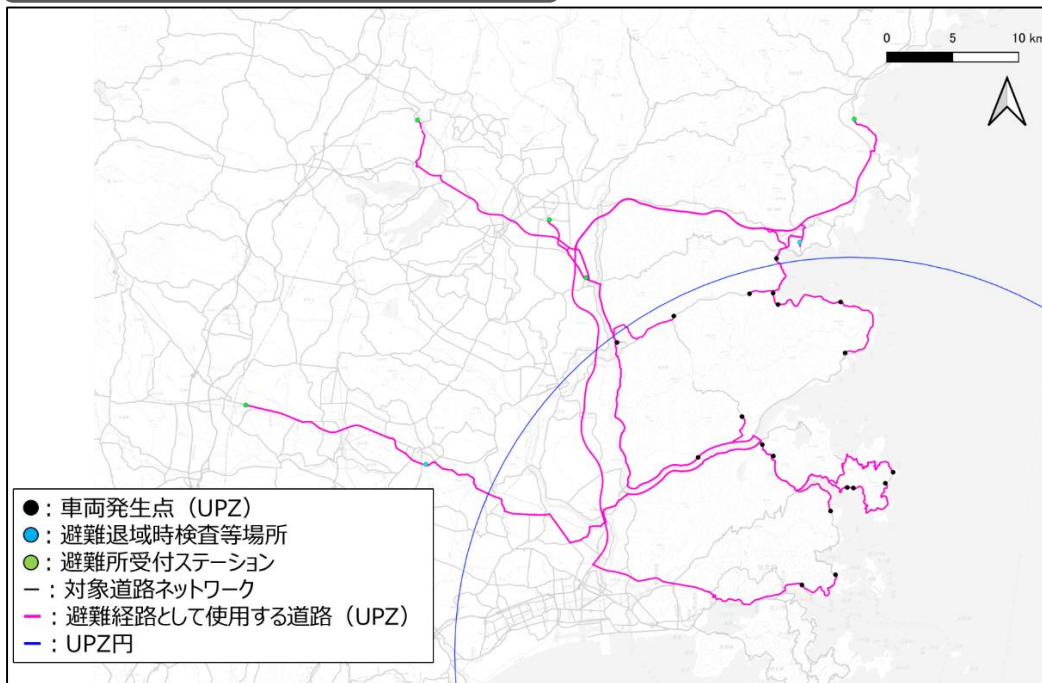 0 5 10 km
●：車両発生点（UPZ）
●：避難退域時検査等場所
●：避難所受付ステーション
－：対象道路ネットワーク
－：避難経路として使用する道路（UPZ）
－：UPZ円